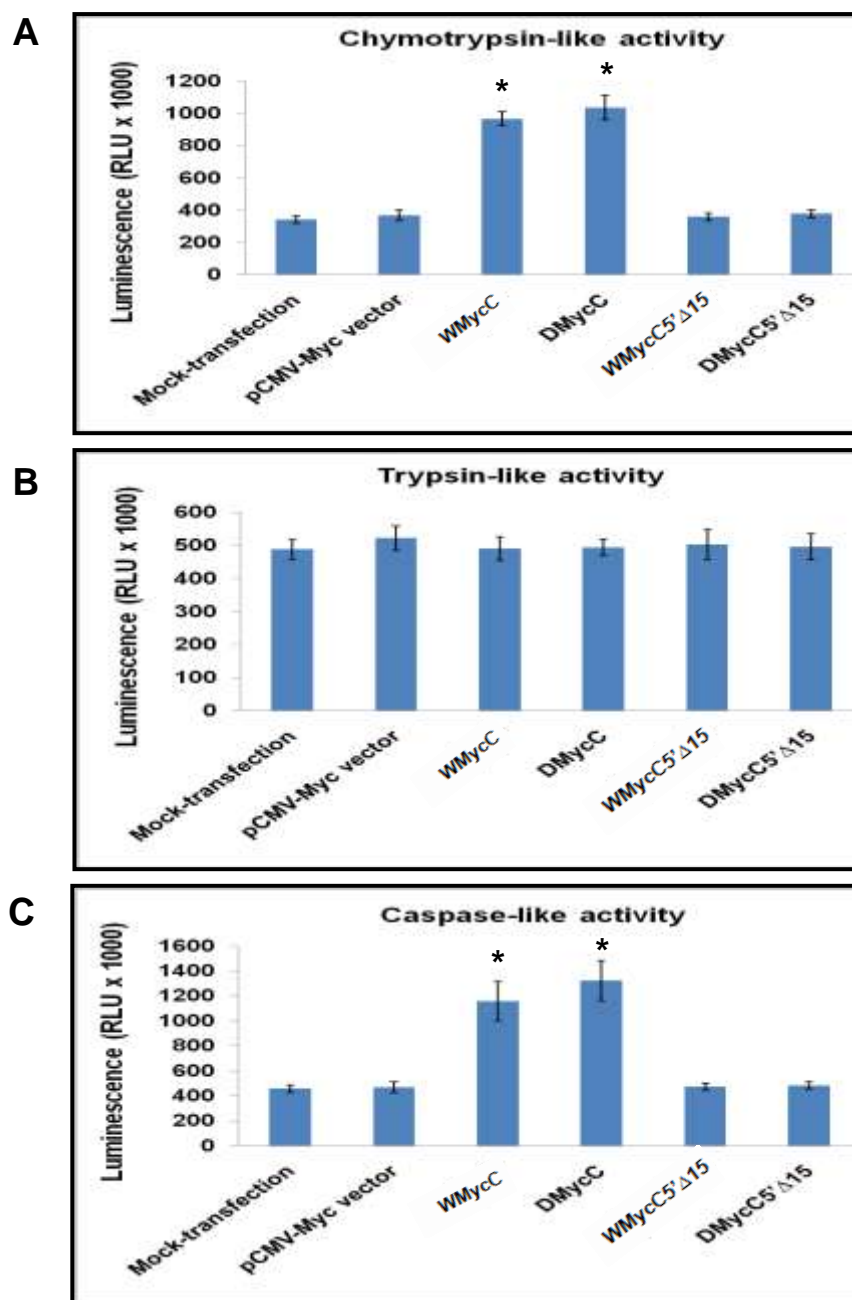 A
Chymotrypsin-like activity
Luminescence (RLU x 1000)
1200
1000
800
600
400
200
0
*
*
Mock-transfection
pCMV-Myc vector
WMycC
DMycC
WMycC5'Δ15
DMycC5'Δ15
B
Trypsin-like activity
Luminescence (RLU x 1000)
600
500
400
300
200
100
0
Mock-transfection
pCMV-Myc vector
WMycC
DMycC
WMycC5'Δ15
DMycC5'Δ15
C
Caspase-like activity
Luminescence (RLU x 1000)
1600
1400
1200
1000
800
600
400
200
0
*
*
Mock-transfection
pCMV-Myc vector
WMycC
DMycC
WMycC5'Δ15
DMycC5'Δ15